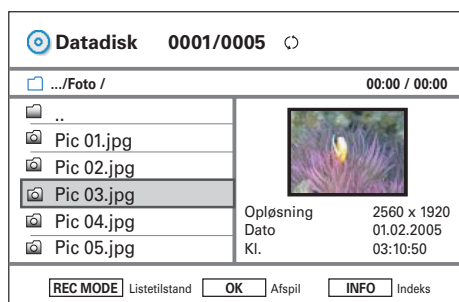 Datadisk 0001/0005
.../Foto / 00:00 / 00:00
..
Pic 01.jpg
Pic 02.jpg
Pic 03.jpg
Pic 04.jpg
Pic 05.jpg
Opløsning 2560 x 1920
Dato 01.02.2005
Kl. 03:10:50
REC MODE Listetilstand OK Afspil INFO Indeks